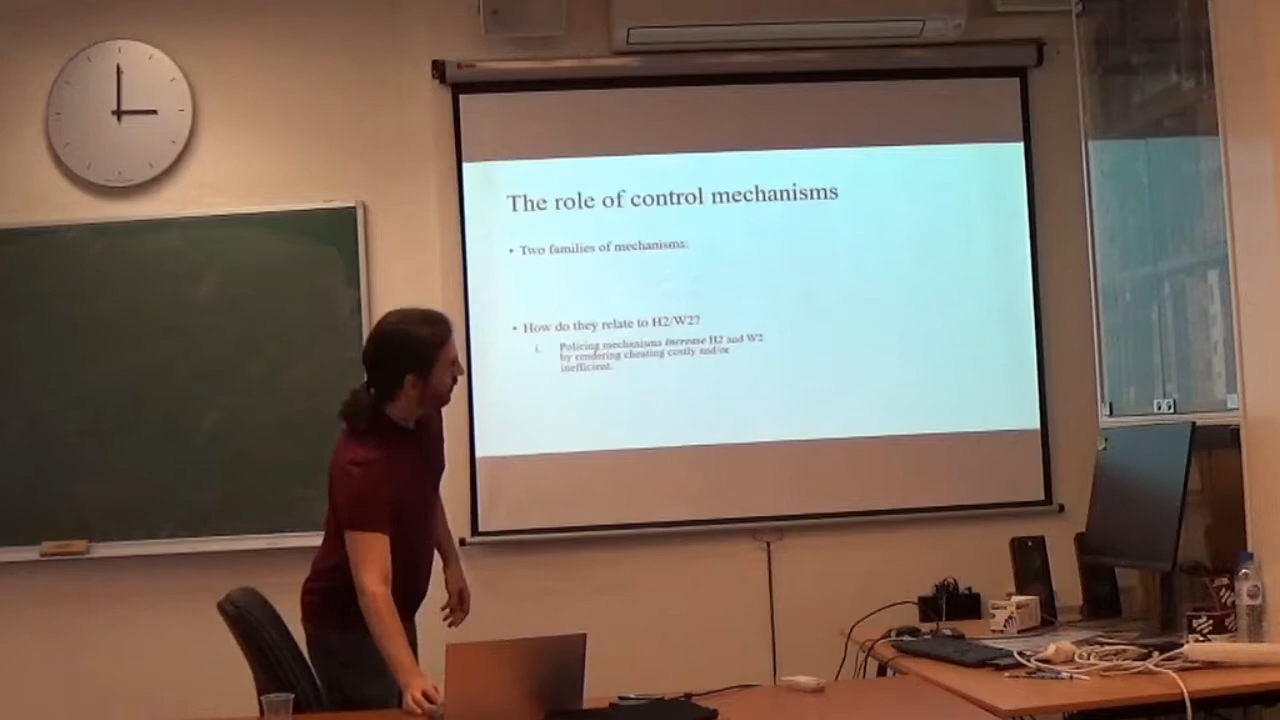 The role of control mechanisms
• Two families of mechanisms:
• How do they relate to H2/W2?
i. Policing mechanisms increase H2 and W2
by rendering cheating costly and/or
inefficient.